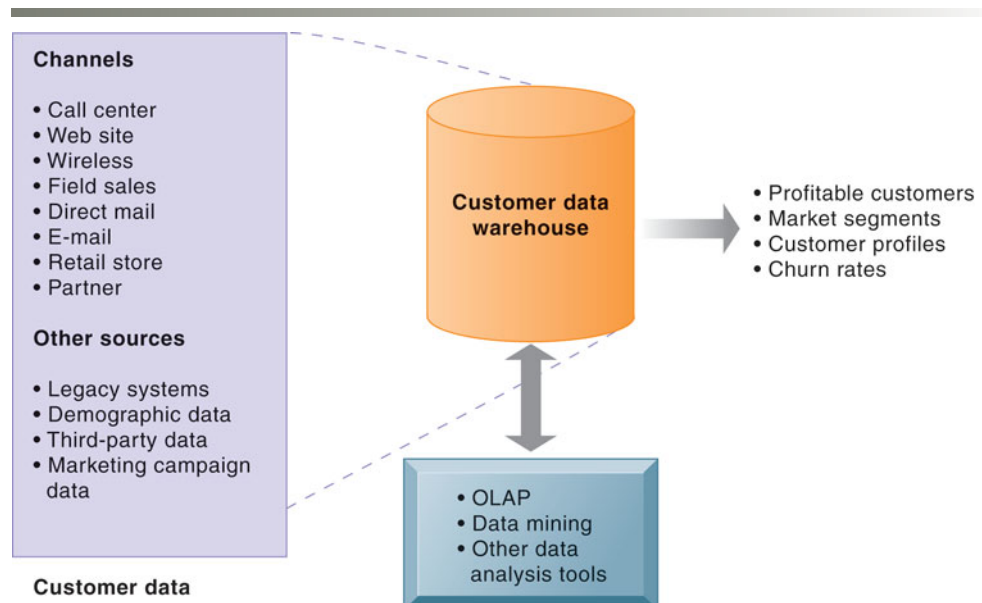 Channels
• Call center
• Web site
• Wireless
• Field sales
• Direct mail
• E-mail
• Retail store
• Partner
Other sources
• Legacy systems
• Demographic data
• Third-party data
• Marketing campaign
data
Customer data
Customer data
warehouse
• Profitable customers
• Market segments
• Customer profiles
• Churn rates
• OLAP
• Data mining
• Other data
analysis tools